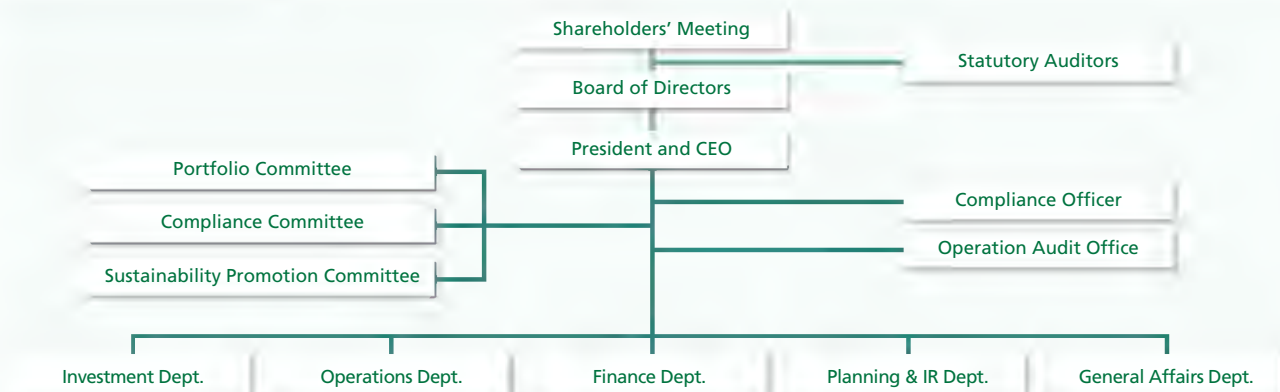 Shareholders’ Meeting
Statutory Auditors
Board of Directors
President and CEO
Portfolio Committee
Compliance Committee
Sustainability Promotion Committee
Compliance Officer
Operation Audit Office
Investment Dept.
Operations Dept.
Finance Dept.
Planning & IR Dept.
General Affairs Dept.